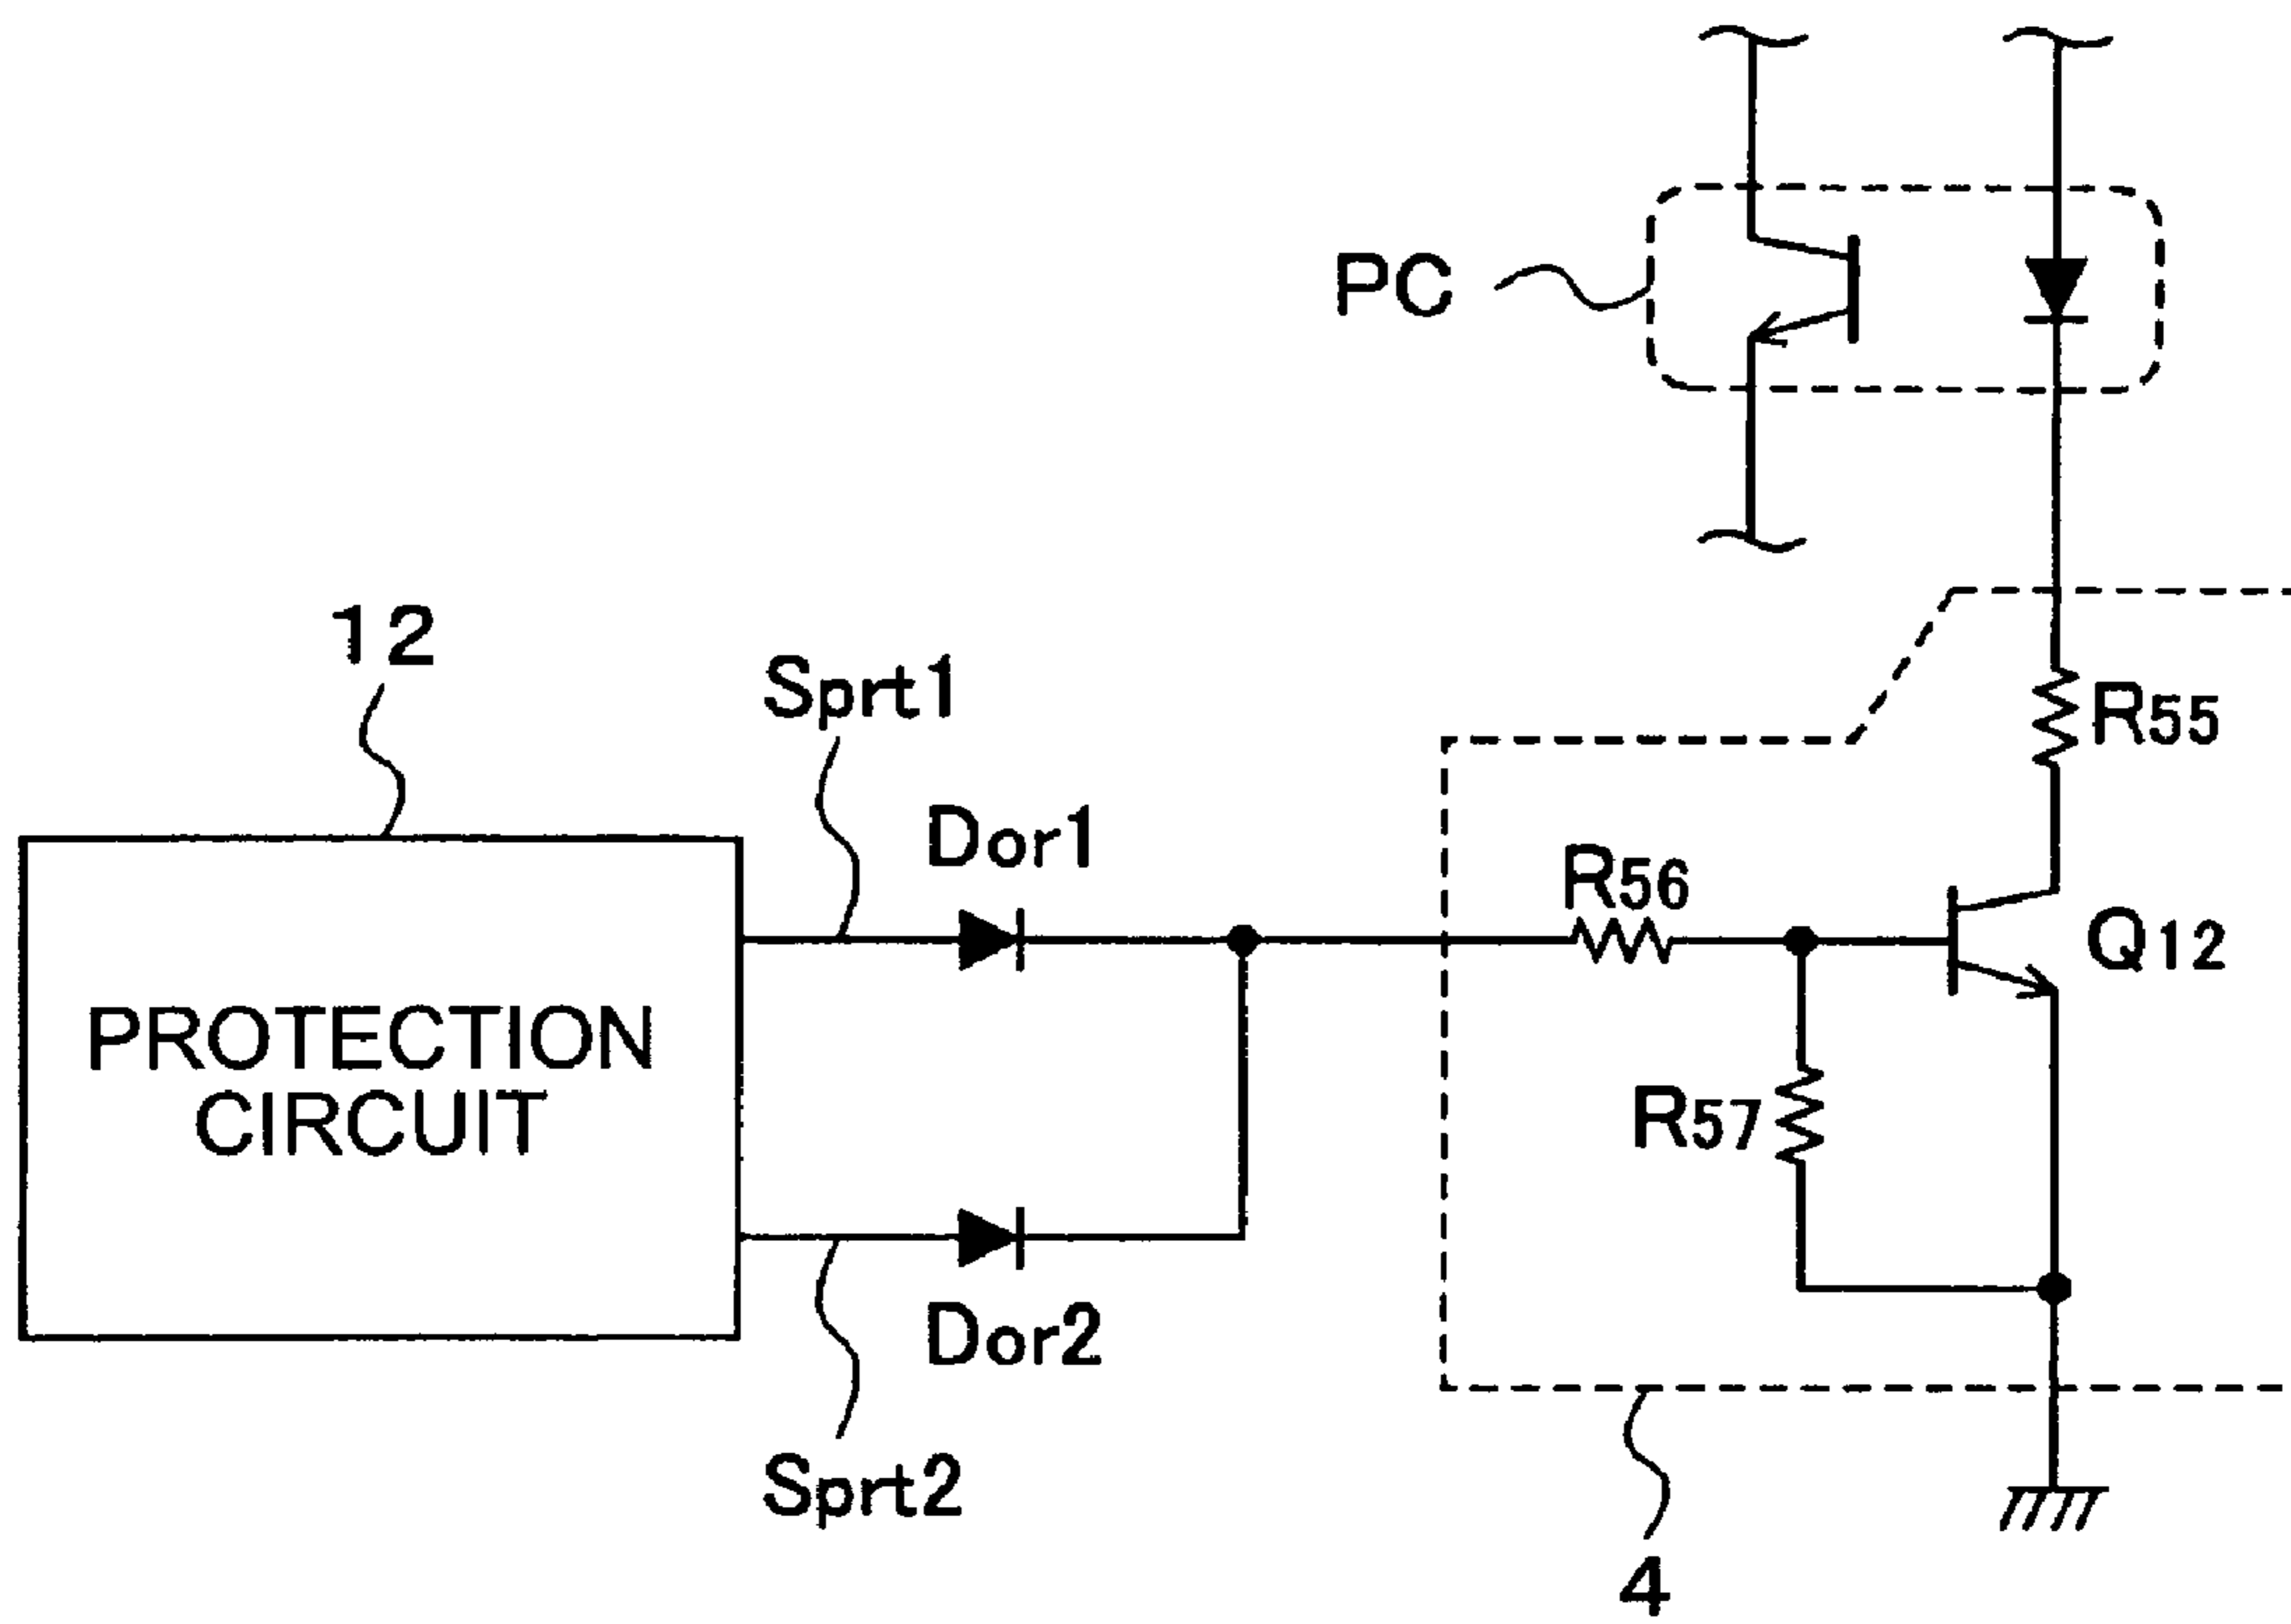 PC
12
Sprt1
R55
Dor1
R56
Q12
PROTECTION
CIRCUIT
R57
Dor2
Sprt2
4